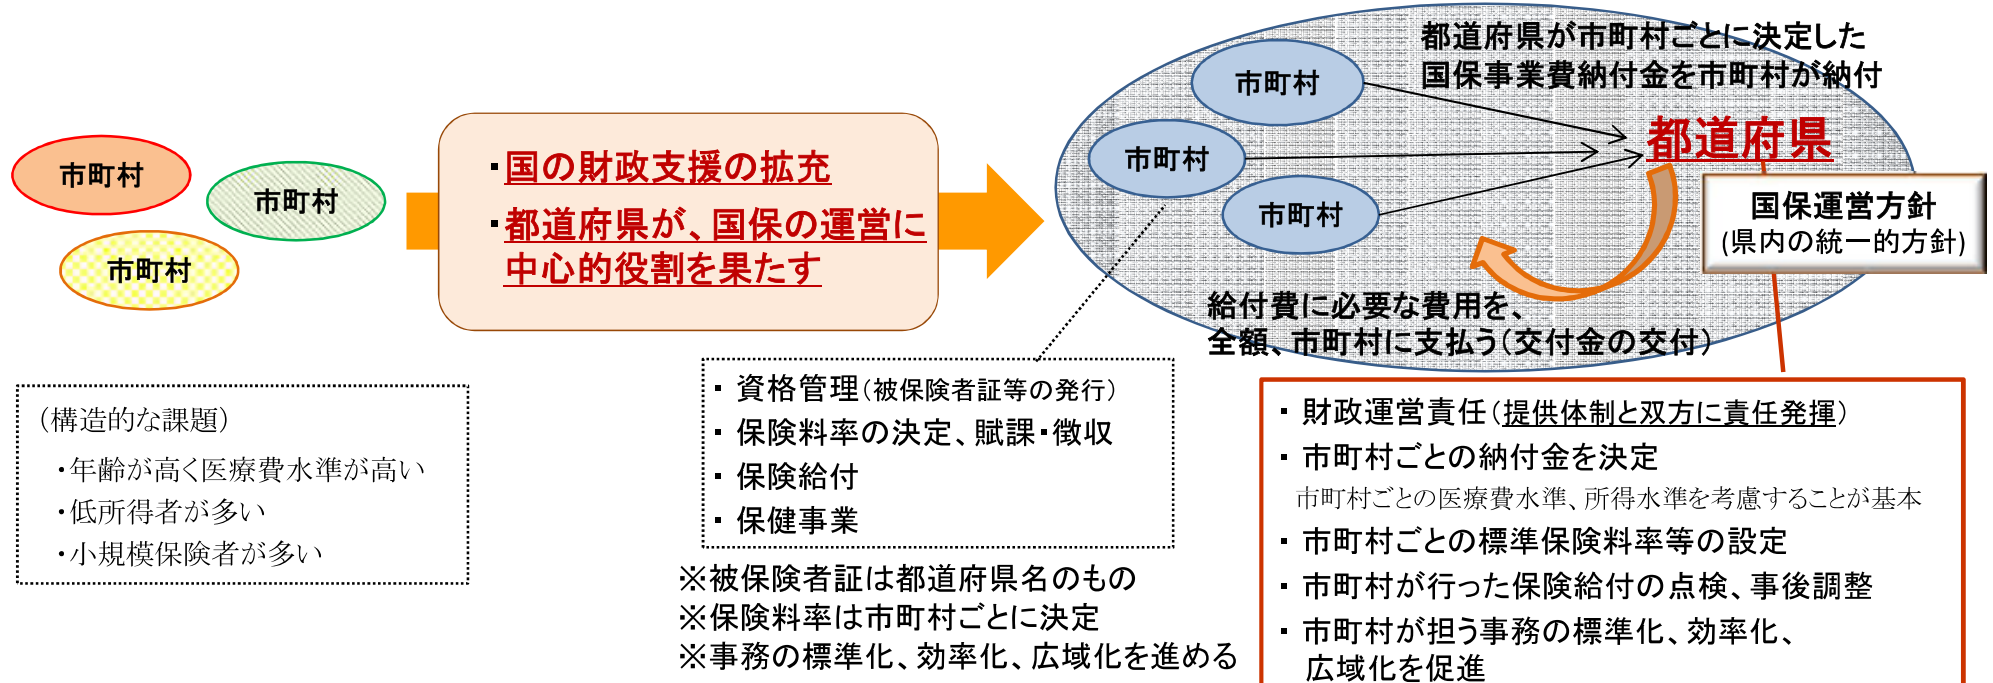 市町村
市町村
市町村
・国の財政支援の拡充
・都道府県が、国保の運営に
中心的役割を果たす
都道府県が市町村ごとに決定した
国保事業費納付金を市町村が納付
市町村
市町村
市町村
都道府県
国保運営方針
(県内の統一的方針)
給付費に必要な費用を、
全額、市町村に支払う(交付金の交付)
(構造的な課題)
・年齢が高く医療費水準が高い
・低所得者が多い
・小規模保険者が多い
・資格管理(被保険者証等の発行)
・保険料率の決定、賦課・徴収
・保険給付
・保健事業
※被保険者証は都道府県名のもの
※保険料率は市町村ごとに決定
※事務の標準化、効率化、広域化を進める
・財政運営責任(提供体制と双方に責任発揮)
・市町村ごとの納付金を決定
市町村ごとの医療費水準、所得水準を考慮することが基本
・市町村ごとの標準保険料率等の設定
・市町村が行った保険給付の点検、事後調整
・市町村が担う事務の標準化、効率化、
広域化を促進